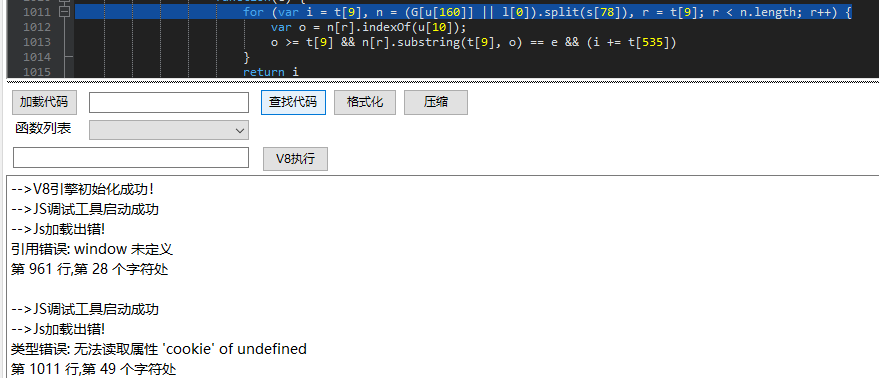 1011 for (var i = t[9], n = (G[u[160]] || l[0]).split(s[78]), r = t[9]; r < n.length; r++) {
1012 var o = n[r].indexOf(u[10]);
1013 o >= t[9] && n[r].substring(t[9], o) == e && (i += t[535])
1014 }
1015 return i
加载代码 查找代码 格式化 压缩
函数列表
V8执行
-->V8引擎初始化成功!
-->JS调试工具启动成功
-->Js加载出错!
引用错误: window 未定义
第 961 行,第 28 个字符处
-->JS调试工具启动成功
-->Js加载出错!
类型错误: 无法读取属性 'cookie' of undefined
第 1011 行,第 49 个字符处